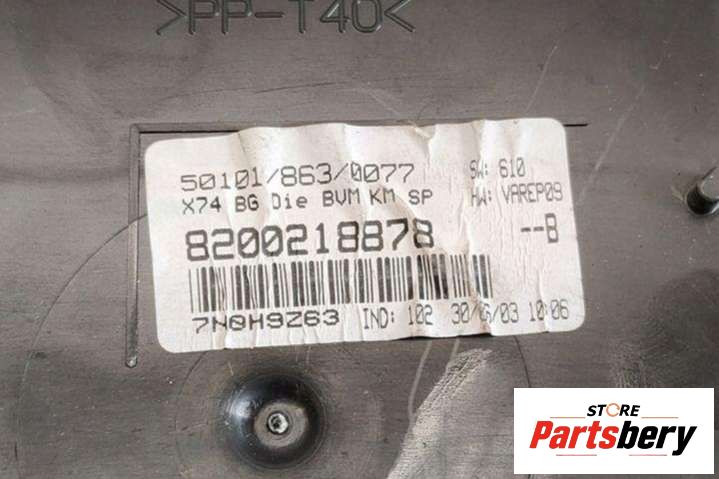 >PP-T40<
50101/863/0077 SW: 610
X74 BG Die BVM KM SP HW: VAREP09
8200218878 --B
7N0H9Z63 IND: 102 30/06/03 10:06
STORE
Partsbery